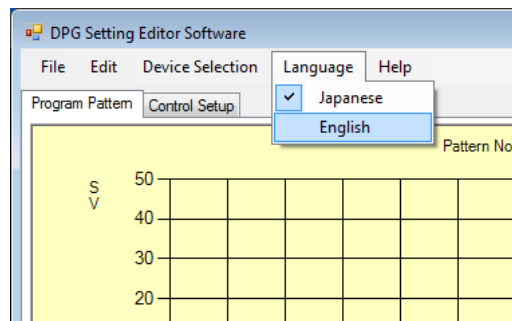 DPG Setting Editor Software
File Edit Device Selection Language Help
Program Pattern Control Setup
Japanese
English
Pattern No
SV
50
40
30
20